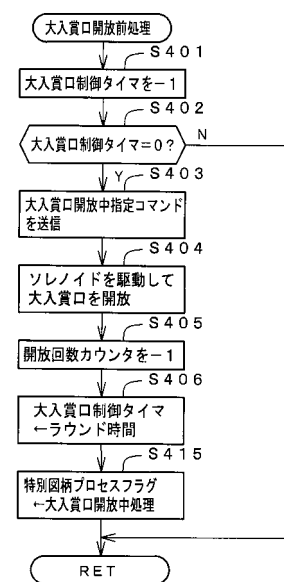 大入賞口開放前処理
S401
大入賞口制御タイマを−1
S402
大入賞口制御タイマ=0?
N
Y
S403
大入賞口開放中指定コマンド
を送信
S404
ソレノイドを駆動して
大入賞口を開放
S405
開放回数カウンタを−1
S406
大入賞口制御タイマ
←ラウンド時間
S415
特別図柄プロセスフラグ
←大入賞口開放中処理
RET